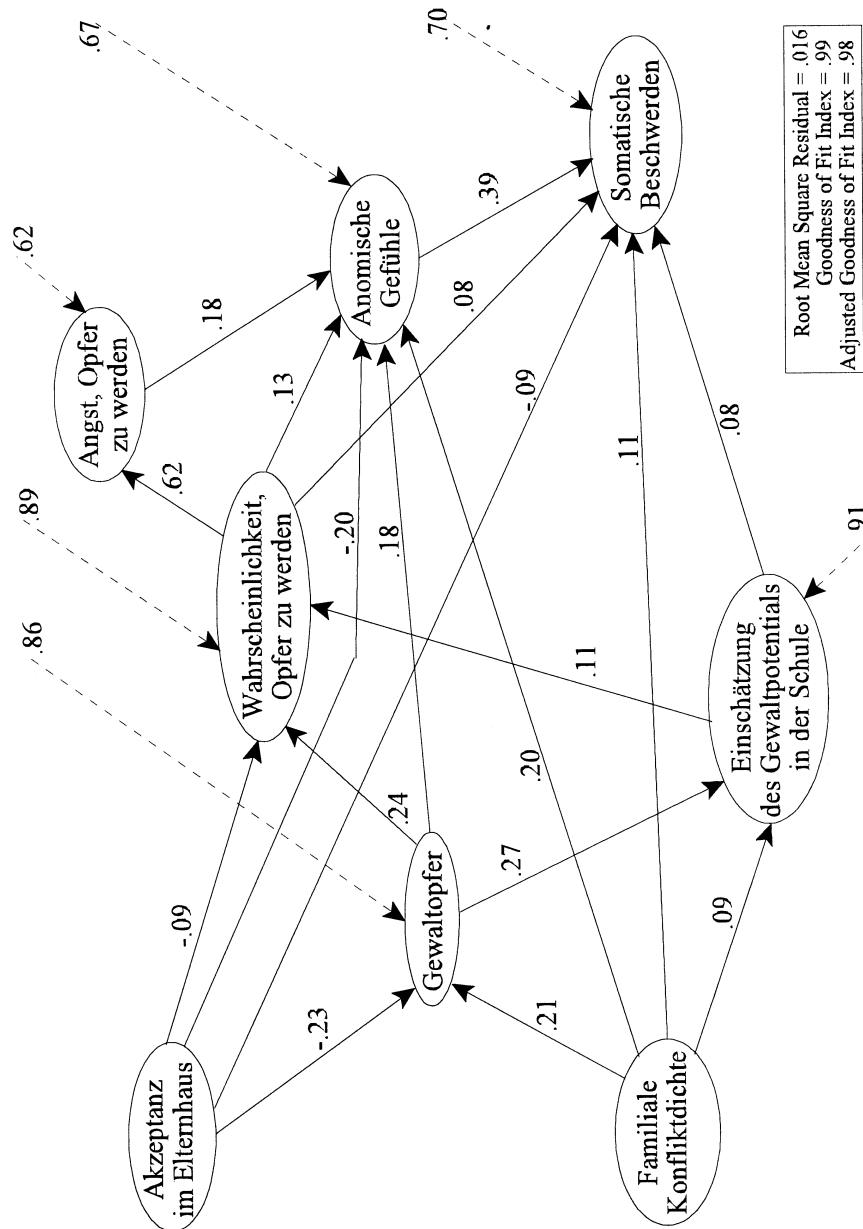 Akzeptanz
im Elternhaus
-.09
-.23
.86
.89
.62
Wahrscheinlichkeit,
Opfer zu werden
.62
Angst, Opfer
zu werden
.18
.67
.13
-.20
.08
Anomische
Gefühle
.39
.70
Gewaltopfer
.24
.18
-.09
Somatische
Beschwerden
.21
.27
.20
.11
.11
Familiale
Konfliktdichte
.09
Einschätzung
des Gewaltpotentials
in der Schule
.08
.91
Root Mean Square Residual = .016
Goodness of Fit Index = .99
Adjusted Goodness of Fit Index = .98